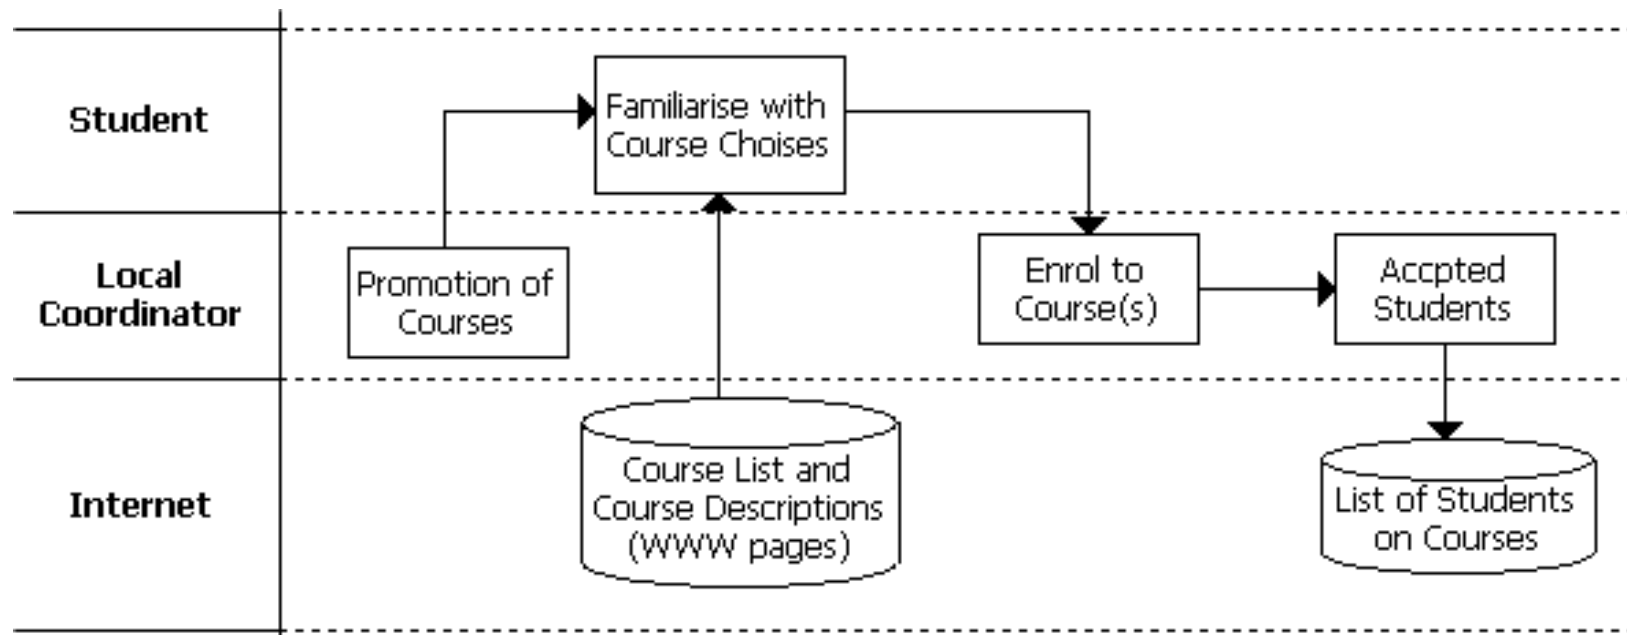 Student
Familiarise with
Course Choises
Local
Coordinator
Promotion of
Courses
Enrol to
Course(s)
Accpted
Students
Internet
Course List and
Course Descriptions
(WWW pages)
List of Students
on Courses